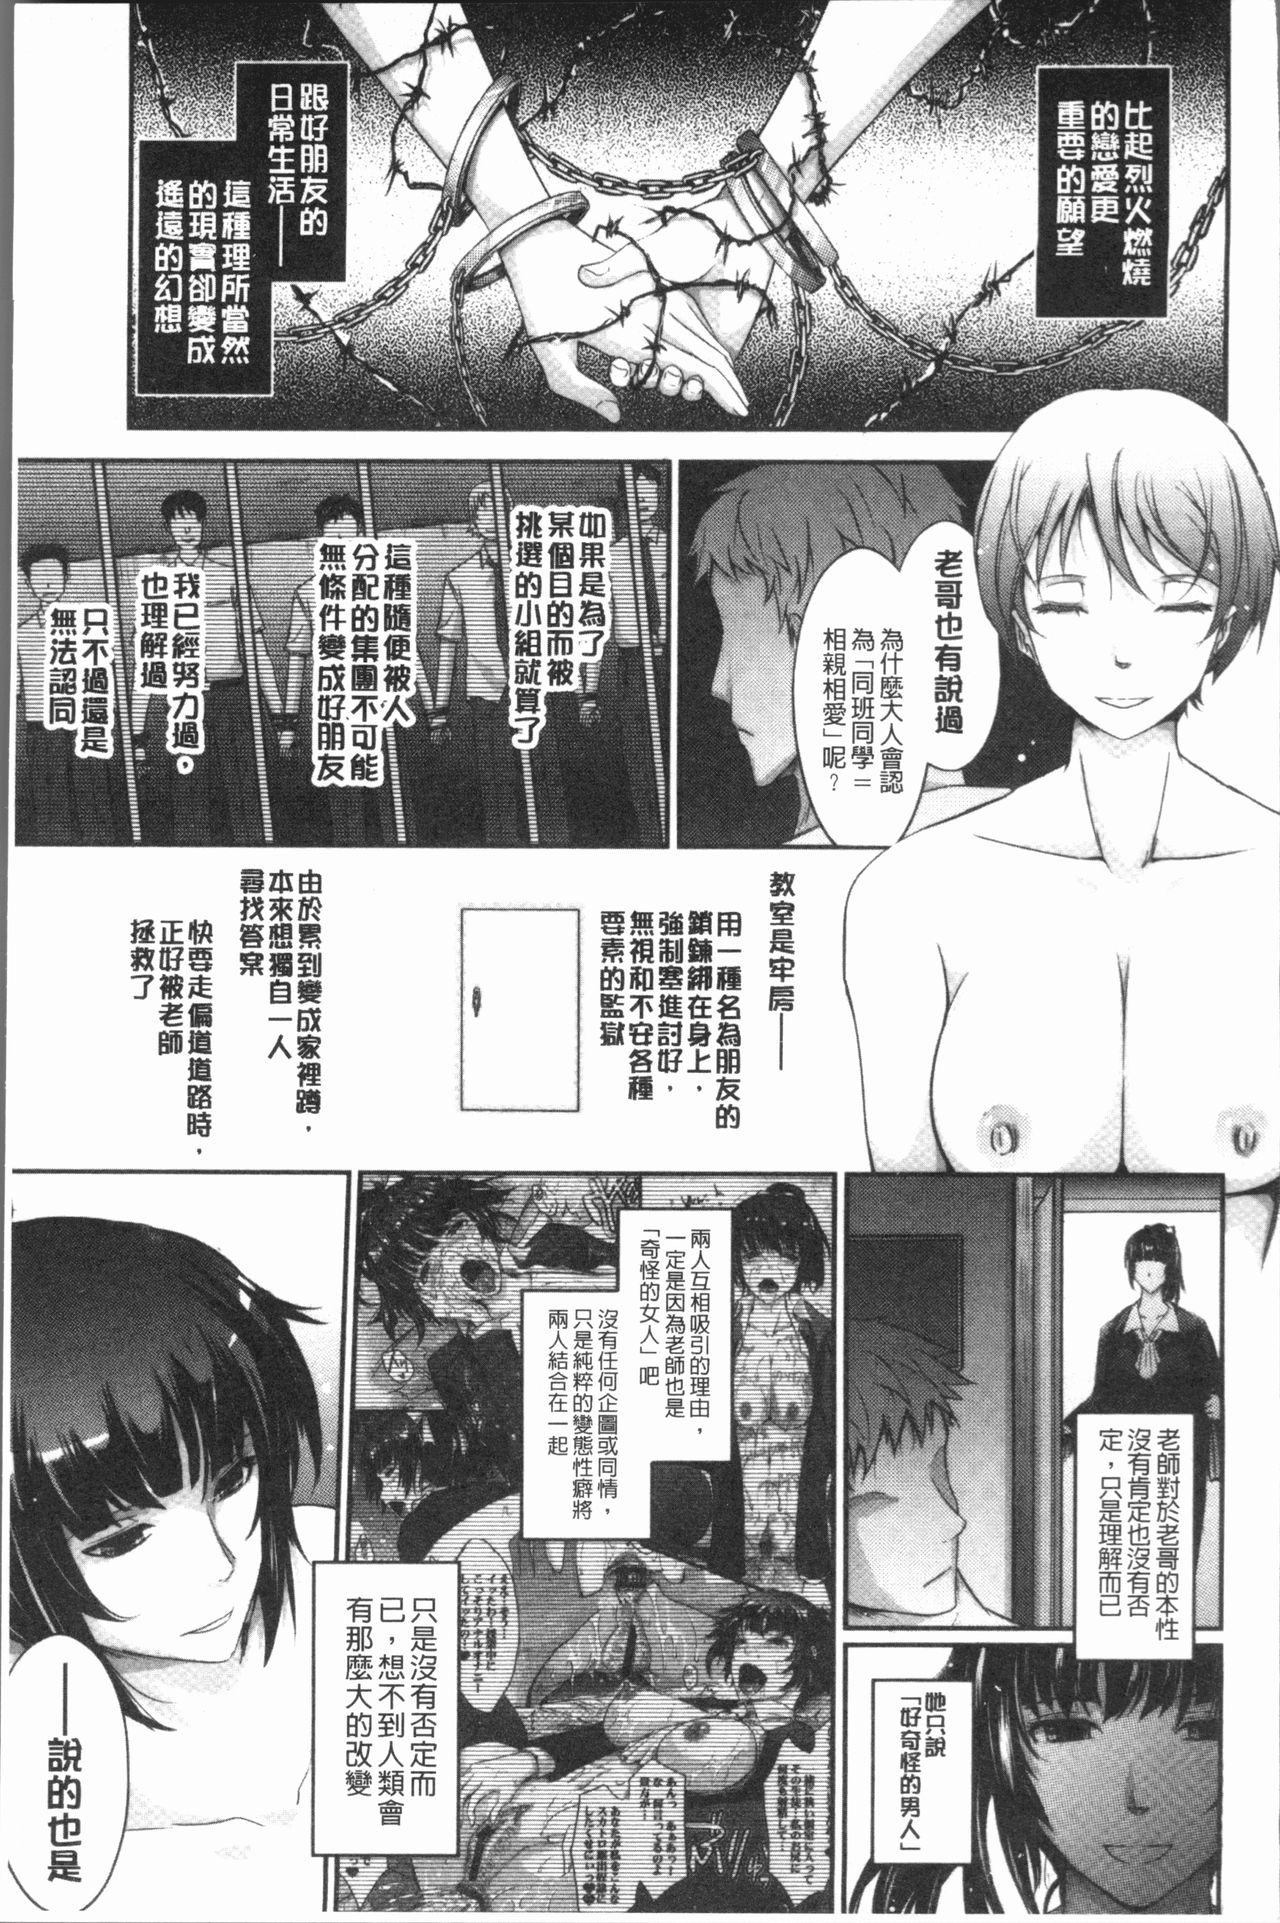 比起烈火燃燒
的戀愛更
重要的願望
跟好朋友的
日常生活——
這種理所當然
的現實卻變成
遙遠的幻想
老哥也有說過
為什麼大人會認
為「同班同學＝
相親相愛」呢？
如果是為了
某個目的而被
挑選的小組就算了
這種隨便被人
分配的集團不可能
無條件變成好朋友
我已經努力過。
也理解過
只不過還是
無法認同
教室是牢房——
用一種名為朋友的
鎖鍊綁在身上，
強制塞進討好，
無視和不安各種
要素的監獄
由於累到變成家裡蹲，
本來想獨自一人
尋找答案
快要走偏道路時，
正好被老師
拯救了
老師對於老哥的本性
沒有肯定也沒有否
定，只是理解而已
她只說
「好奇怪的男人」
兩人互相吸引的理由，
一定是因為老師也是
「奇怪的女人」吧
沒有任何企圖或同情，
只是純粹的變態性癖將
兩人結合在一起
只是沒有否定而
已，想不到人類會
有那麼大的改變
——說的也是